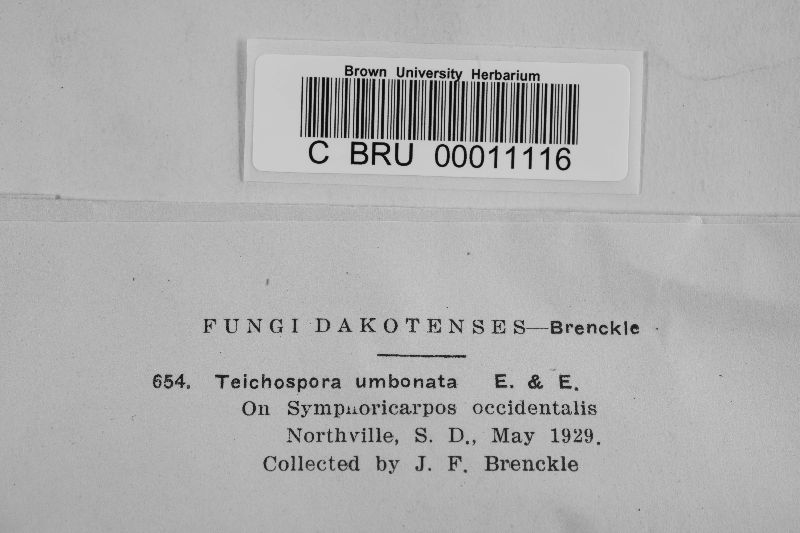 Brown University Herbarium
C BRU 00011116
FUNGI DAKOTENSES—Brenckle
654. Teichospora umbonata E. & E.
On Symphoricarpos occidentalis
Northville, S. D., May 1929.
Collected by J. F. Brenckle